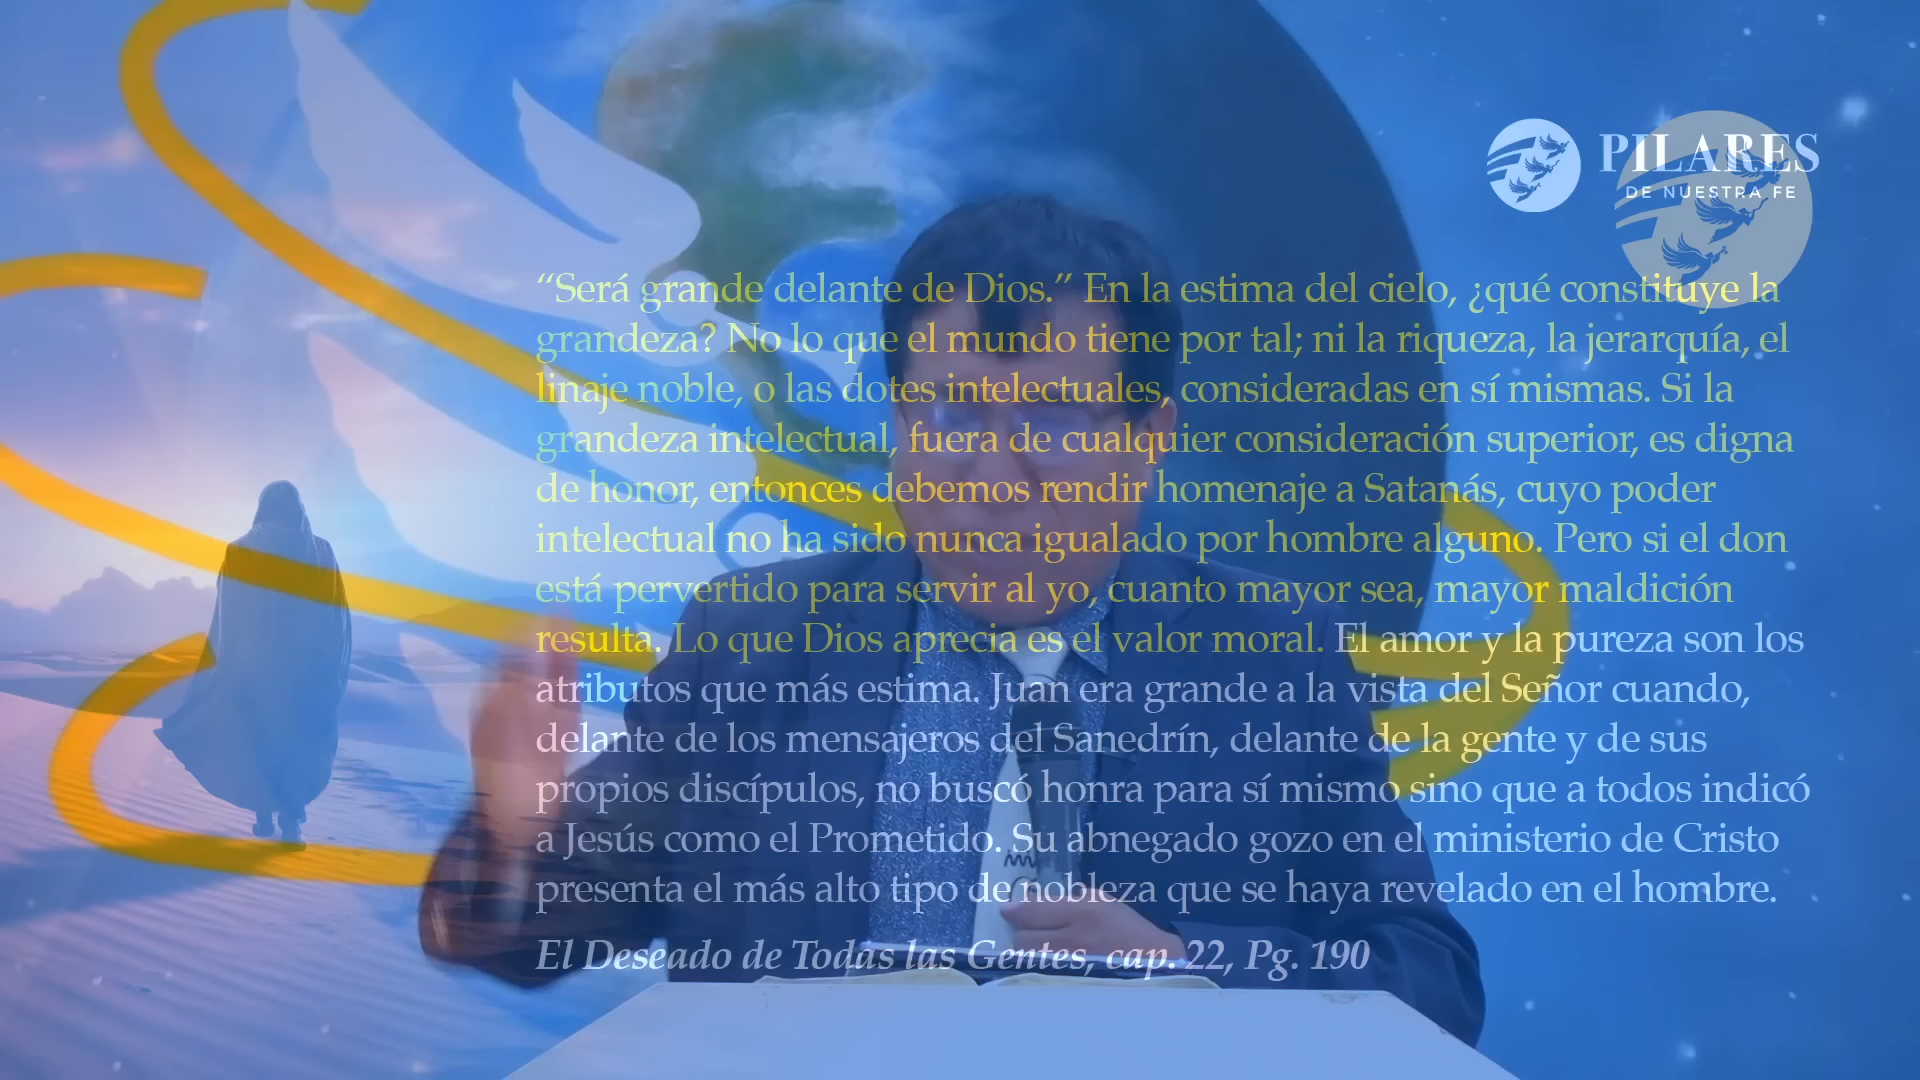 PILARES
DE NUESTRA FE
“Será grande delante de Dios.” En la estima del cielo, ¿qué constituye la
grandeza? No lo que el mundo tiene por tal; ni la riqueza, la jerarquía, el
linaje noble, o las dotes intelectuales, consideradas en sí mismas. Si la
grandeza intelectual, fuera de cualquier consideración superior, es digna
de honor, entonces debemos rendir homenaje a Satanás, cuyo poder
intelectual no ha sido nunca igualado por hombre alguno. Pero si el don
está pervertido para servir al yo, cuanto mayor sea, mayor maldición
resulta. Lo que Dios aprecia es el valor moral. El amor y la pureza son los
atributos que más estima. Juan era grande a la vista del Señor cuando,
delante de los mensajeros del Sanedrín, delante de la gente y de sus
propios discípulos, no buscó honra para sí mismo sino que a todos indicó
a Jesús como el Prometido. Su abnegado gozo en el ministerio de Cristo
presenta el más alto tipo de nobleza que se haya revelado en el hombre.
El Deseado de Todas las Gentes, cap. 22, Pg. 190